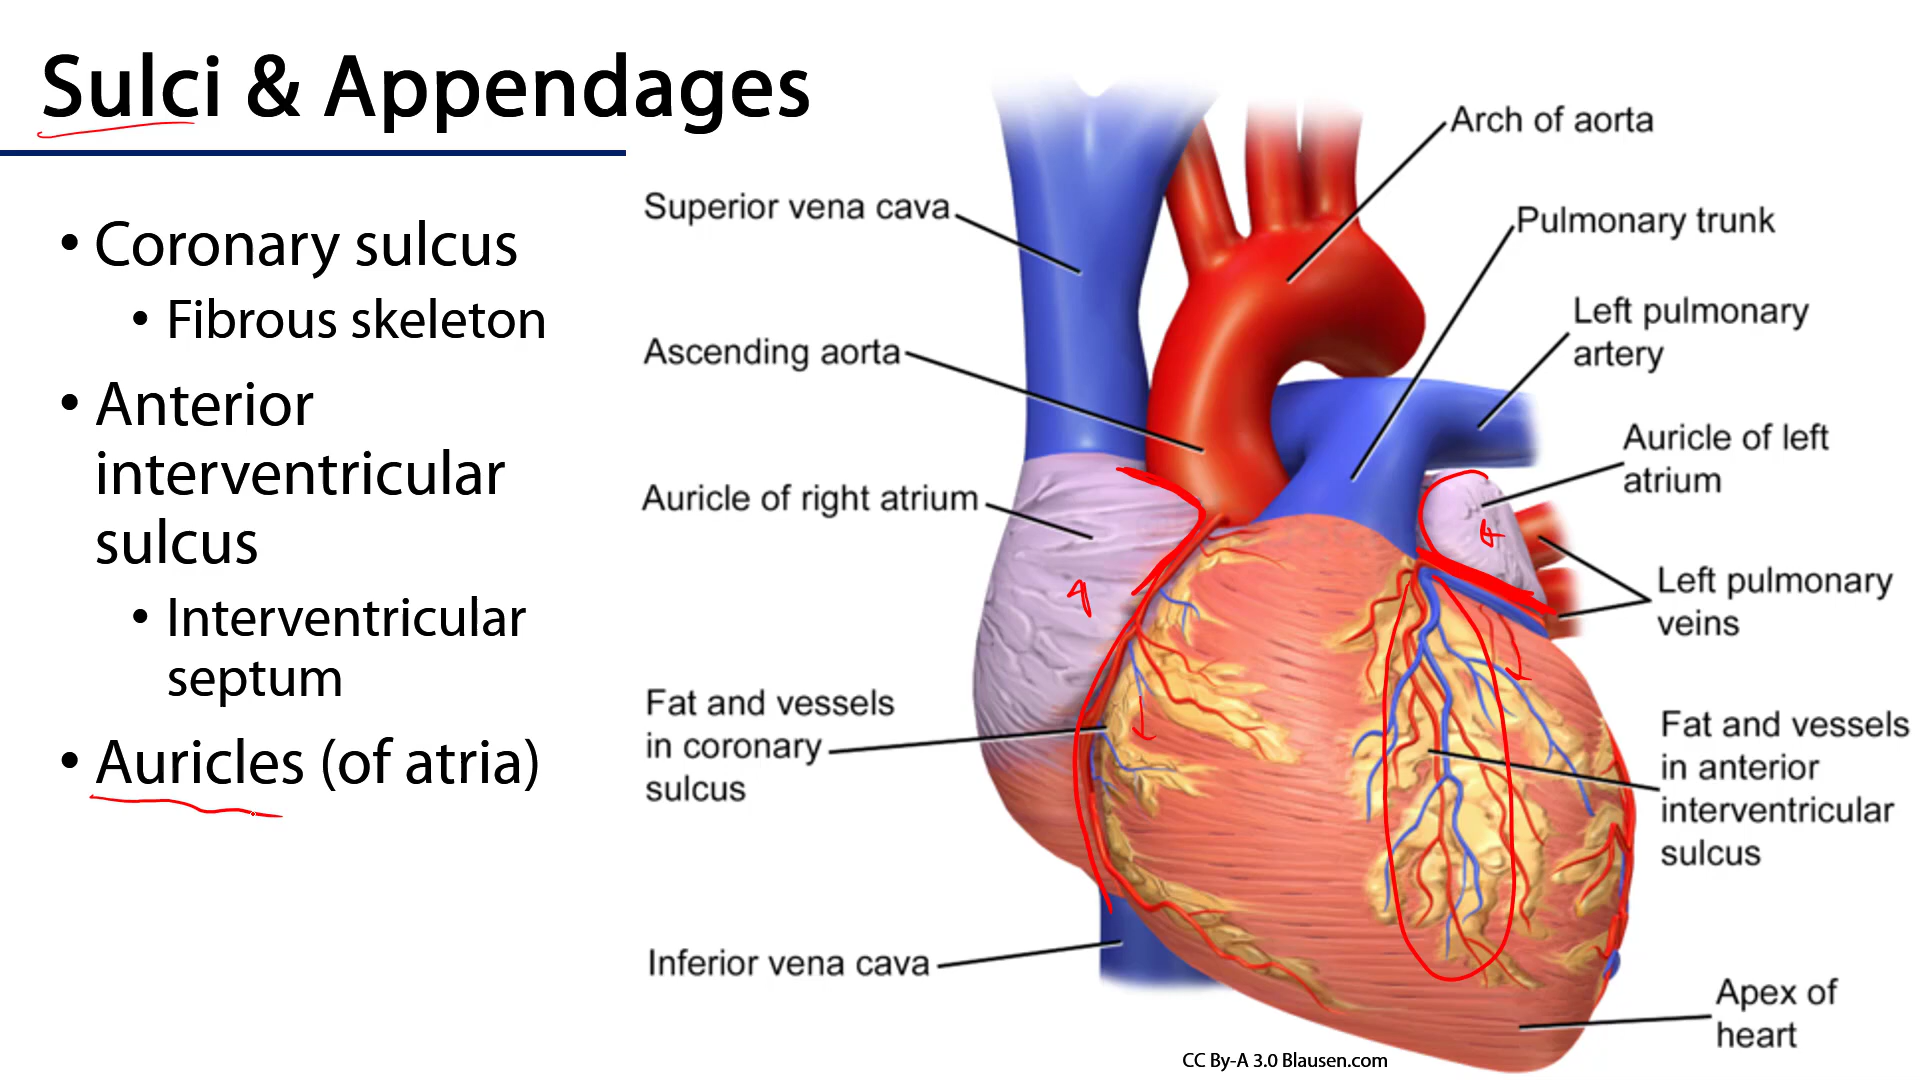 Sulci & Appendages
• Coronary sulcus
• Fibrous skeleton
• Anterior
interventricular
sulcus
• Interventricular
septum
• Auricles (of atria)
Superior vena cava
Ascending aorta
Auricle of right atrium
Fat and vessels
in coronary
sulcus
Inferior vena cava
Arch of aorta
Pulmonary trunk
Left pulmonary
artery
Auricle of left
atrium
Left pulmonary
veins
Fat and vessels
in anterior
interventricular
sulcus
Apex of
heart
CC By-A 3.0 Blausen.com